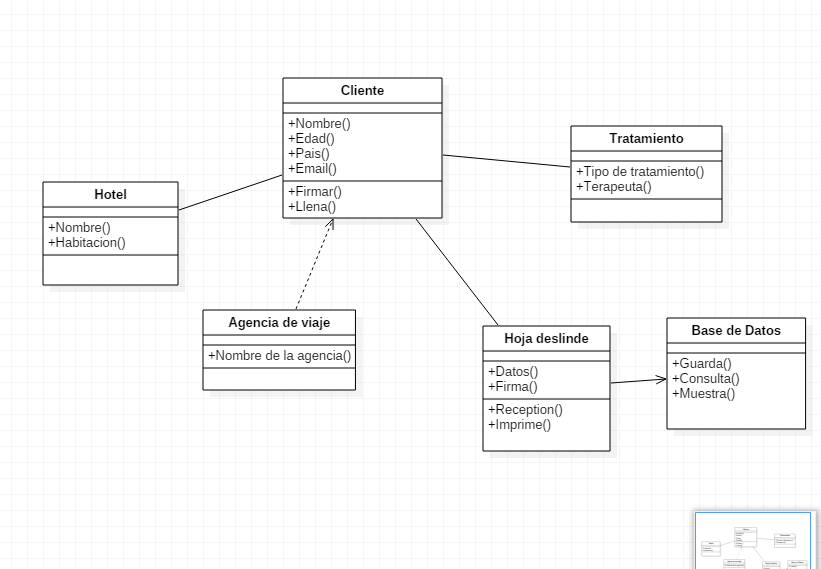 Cliente
+Nombre()
+Edad()
+Pais()
+Email()
+Firmar()
+Llena()
Tratamiento
+Tipo de tratamiento()
+Terapeuta()
Hotel
+Nombre()
+Habitacion()
Agencia de viaje
+Nombre de la agencia()
Hoja deslinde
+Datos()
+Firma()
+Reception()
+Imprime()
Base de Datos
+Guarda()
+Consulta()
+Muestra()